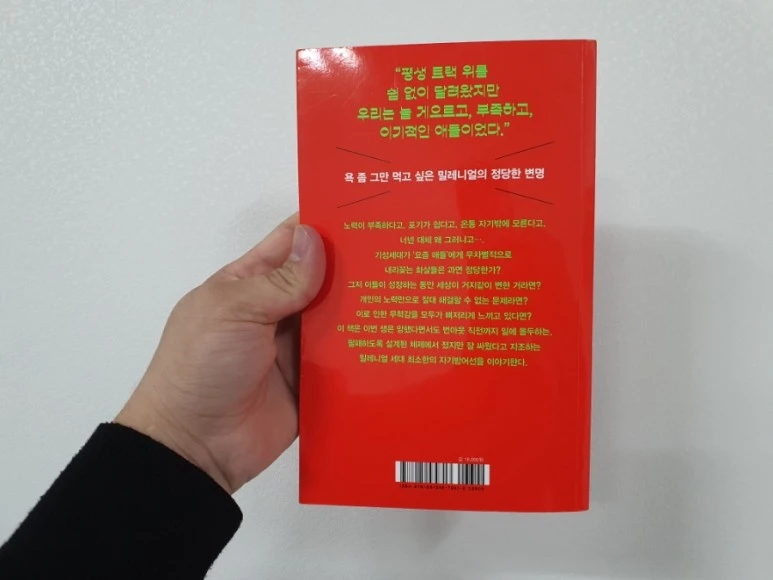 “평생 트랙 위를
쉼 없이 달려왔지만
우리는 늘 게으르고, 부족하고,
이기적인 애들이었다.”
욕 좀 그만 먹고 싶은 밀레니얼의 정당한 변명
노력이 부족하다고, 포기가 쉽다고, 온통 자기밖에 모른다고,
너넨 대체 왜 그러냐고….
기성세대가 ‘요즘 애들’에게 무차별적으로
내리꽂는 화살들은 과연 정당한가?
그저 이들이 성장하는 동안 세상이 거지같이 변한 거라면?
개인의 노력만으로 절대 해결할 수 없는 문제라면?
이로 인한 무력감을 모두가 뼈저리게 느끼고 있다면?
이 책은 이번 생은 망했다면서도 번아웃 직전까지 일에 몰두하는,
실패하도록 설계된 체제에서 졌지만 잘 싸웠다고 자조하는
밀레니얼 세대 최소한의 자기방어선을 이야기한다.
ISBN